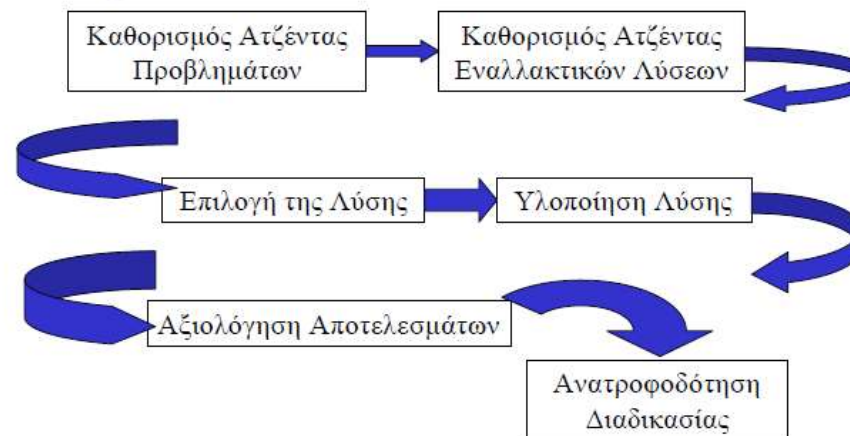 Καθορισμός Ατζέντας
Προβλημάτων
Καθορισμός Ατζέντας
Εναλλακτικών Λύσεων
Επιλογή της Λύσης
Υλοποίηση Λύσης
Αξιολόγηση Αποτελεσμάτων
Ανατροφοδότηση
Διαδικασίας